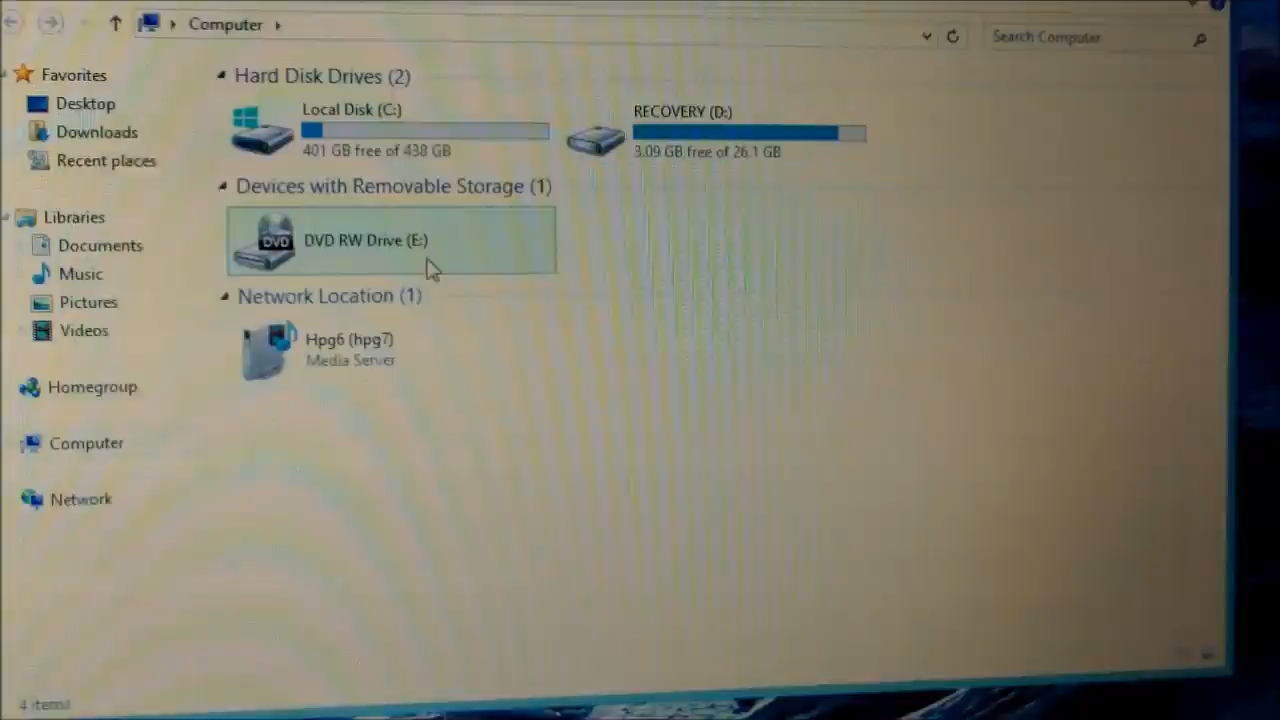 Computer
Search Computer
Favorites
Desktop
Downloads
Recent places
Libraries
Documents
Music
Pictures
Videos
Homegroup
Computer
Network
Hard Disk Drives (2)
Local Disk (C:)
401 GB free of 438 GB
RECOVERY (D:)
3.09 GB free of 26.1 GB
Devices with Removable Storage (1)
DVD
DVD RW Drive (E:)
Network Location (1)
Hpg6 (hpg7)
Media Server
4 items